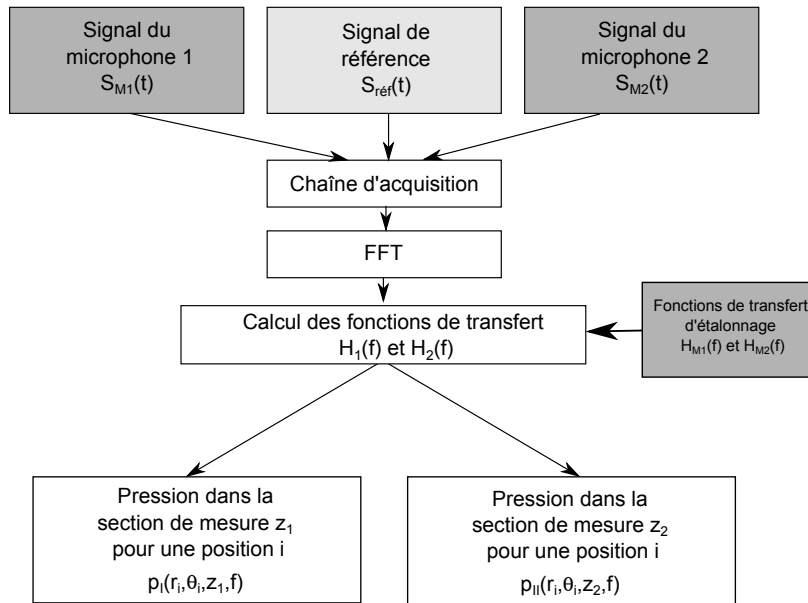 Signal du
microphone 1
S_M1(t)
Signal de
référence
S_réf(t)
Signal du
microphone 2
S_M2(t)
Chaîne d'acquisition
FFT
Calcul des fonctions de transfert
H_1(f) et H_2(f)
Fonctions de transfert
d'étalonnage
H_M1(f) et H_M2(f)
Pression dans la
section de mesure z_1
pour une position i
p_I(r_i,θ_i,z_1,f)
Pression dans la
section de mesure z_2
pour une position i
p_II(r_i,θ_i,z_2,f)